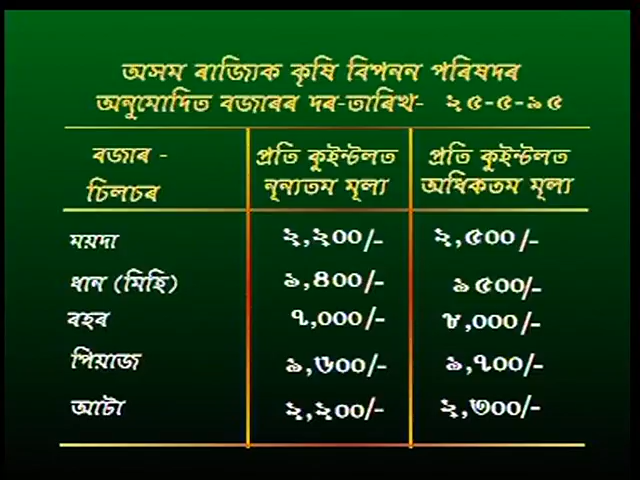 অসম ৰাজ্যিক কৃষি বিপনন পৰিষদৰ
অনুমোদিত বজাৰৰ দৰ-তাৰিখ- ২৫-৫-১৫
বজাৰ - প্ৰতি কুইন্টলত প্ৰতি কুইন্টলত
চিলচৰ নূন্যতম মূল্য অধিকতম মূল্য
ময়দা ২,২০০/- ২,৫০০/-
ধান (মিহি) ১,৪০০/- ১৫০০/-
ৰহৰ ৭,০০০/- ৮,০০০/-
পিয়াজ ১,৬০০/- ১,৭০০/-
আটা ২,২০০/- ২,৩০০/-